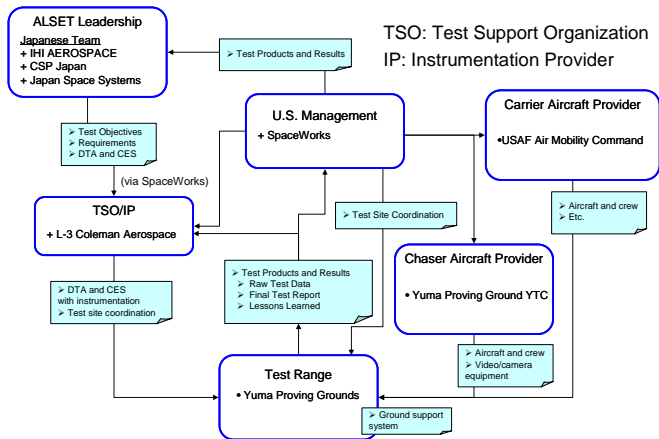 ALSET Leadership
Japanese Team
+ IHI AEROSPACE
+ CSP Japan
+ Japan Space Systems
➢ Test Products and Results
TSO: Test Support Organization
IP: Instrumentation Provider
U.S. Management
+ SpaceWorks
Carrier Aircraft Provider
•USAF Air Mobility Command
➢ Test Objectives
➢ Requirements
➢ DTA and CES
(via SpaceWorks)
TSO/IP
+ L-3 Coleman Aerospace
➢ Test Site Coordination
➢ Aircraft and crew
➢ Etc.
Chaser Aircraft Provider
• Yuma Proving Ground YTC
➢ DTA and CES
with instrumentation
➢ Test site coordination
➢ Test Products and Results
➢ Raw Test Data
➢ Final Test Report
➢ Lessons Learned
➢ Aircraft and crew
➢ Video/camera
equipment
Test Range
• Yuma Proving Grounds
➢ Ground support
system